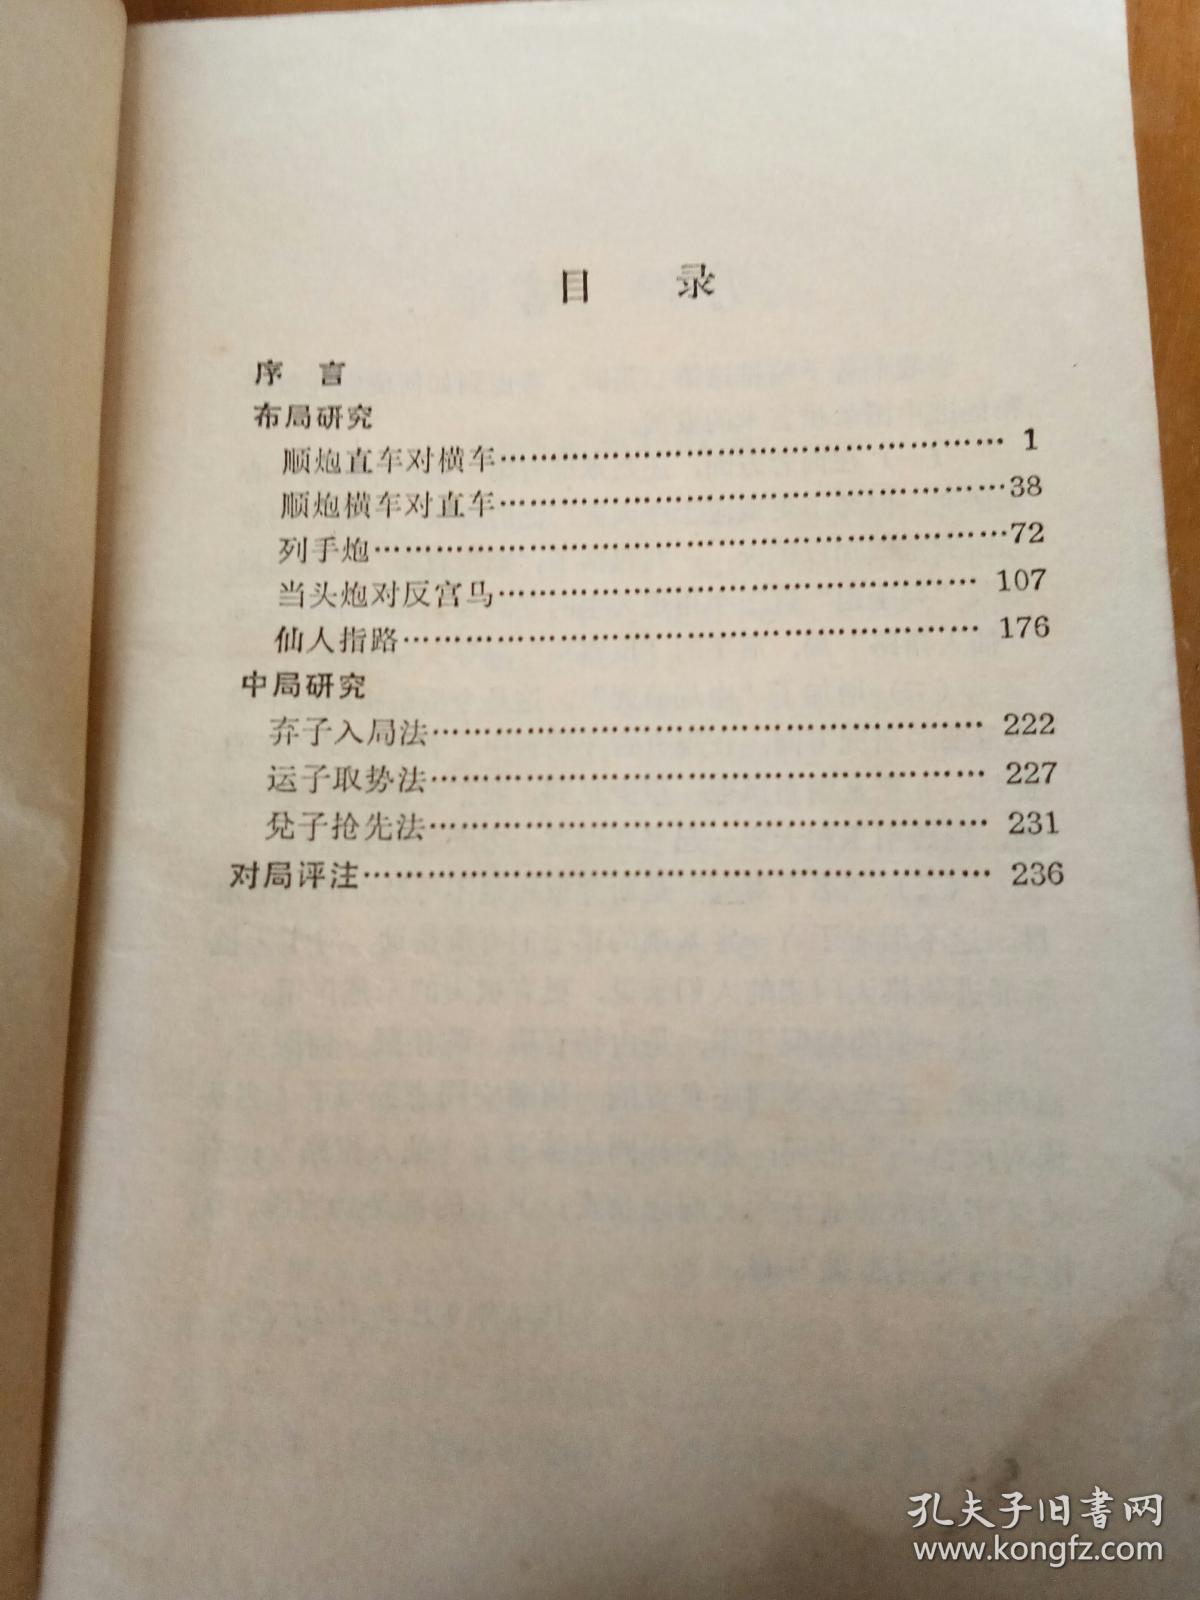 目 录
序 言
布局研究
顺炮直车对横车………………………………………… 1
顺炮横车对直车…………………………………………38
列手炮……………………………………………………72
当头炮对反宫马……………………………………… 107
仙人指路……………………………………………… 176
中局研究
弃子入局法…………………………………………… 222
运子取势法…………………………………………… 227
兑子抢先法…………………………………………… 231
对局评注……………………………………………… 236
孔夫子旧书网
www.kongfz.com